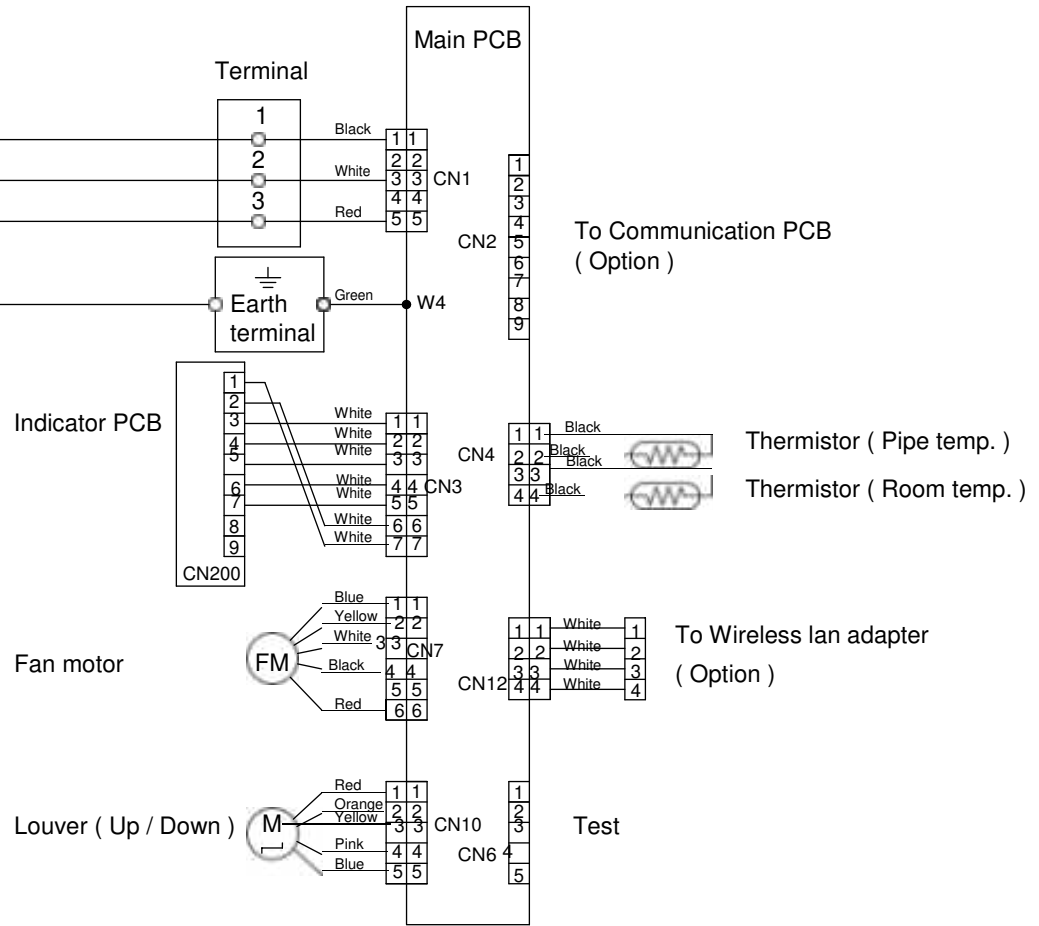 Main PCB
Terminal
1
Black
1 1
2
2 2
White
3 3
CN1
3
4 4
Red
5 5
1
2
3
4
CN2
5
6
7
8
9
To Communication PCB
( Option )
Earth
terminal
Green
W4
Indicator PCB
1
2
3
4
5
6
7
8
9
CN200
White
White
White
White
White
White
White
1 1
2 2
3 3
4 4
5 5
6 6
7 7
CN3
CN4
1 1
2 2
3 3
4 4
Black
Black
Black
Black
Thermistor ( Pipe temp. )
Thermistor ( Room temp. )
Fan motor
FM
Blue
Yellow
White
Black
Red
1 1
2 2
3 3
4 4
5 5
6 6
CN7
CN12
1 1
2 2
3 3
4 4
White
White
White
White
1
2
3
4
To Wireless lan adapter
( Option )
Louver ( Up / Down )
M
Red
Orange
Yellow
Pink
Blue
1 1
2 2
3 3
4 4
5 5
CN10
CN6
1
2
3
4
5
Test